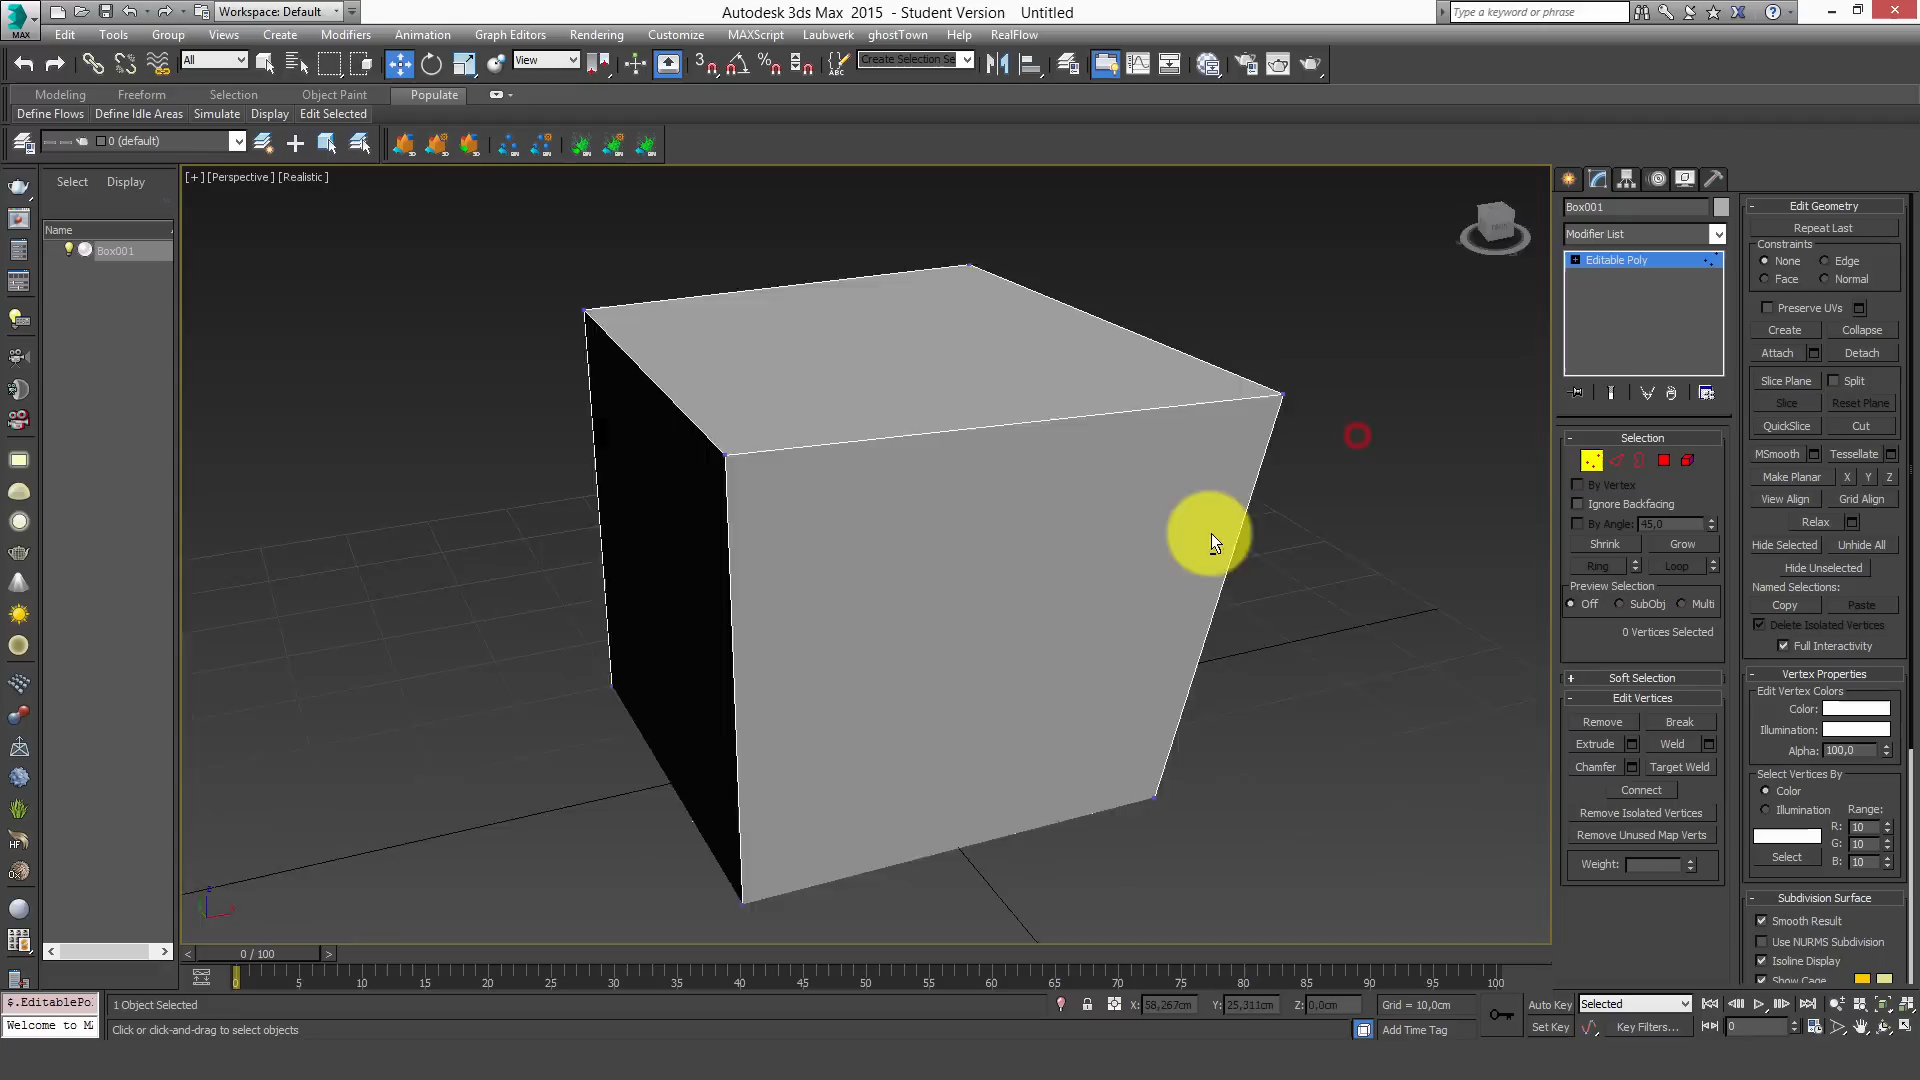 Workspace: Default
Autodesk 3ds Max 2015 - Student Version Untitled
Type a keyword or phrase
MAX
Edit Tools Group Views Create Modifiers Animation Graph Editors Rendering Customize MAXScript Laubwerk ghostTown Help RealFlow
All View Create Selection Se
Modeling Freeform Selection Object Paint Populate
Define Flows Define Idle Areas Simulate Display Edit Selected
0 (default)
Select Display
Name
Box001
[+] [Perspective] [Realistic]
Box001
Modifier List
Editable Poly
Selection
By Vertex
Ignore Backfacing
By Angle: 45,0
Shrink Grow
Ring Loop
Preview Selection
Off SubObj Multi
0 Vertices Selected
Soft Selection
Edit Vertices
Remove Break
Extrude Weld
Chamfer Target Weld
Connect
Remove Isolated Vertices
Remove Unused Map Verts
Weight:
Edit Geometry
Repeat Last
Constraints
None Edge
Face Normal
Preserve UVs
Create Collapse
Attach Detach
Slice Plane Split
Slice Reset Plane
QuickSlice Cut
MSmooth Tessellate
Make Planar X Y Z
View Align Grid Align
Relax
Hide Selected Unhide All
Hide Unselected
Named Selections:
Copy Paste
Delete Isolated Vertices
Full Interactivity
Vertex Properties
Edit Vertex Colors
Color:
Illumination:
Alpha: 100,0
Select Vertices By
Color
Illumination Range:
R: 10
G: 10
B: 10
Select
Subdivision Surface
Smooth Result
Use NURMS Subdivision
Isoline Display
Show Cage
0 / 100
0 5 10 15 20 25 30 35 40 45 50 55 60 65 70 75 80 85 90 95 100
$.EditablePo
Welcome to M
1 Object Selected
Click or click-and-drag to select objects
X: 58,267cm Y: 25,311cm Z: 0,0cm Grid = 10,0cm
Add Time Tag
Auto Key Selected
Set Key Key Filters... 0